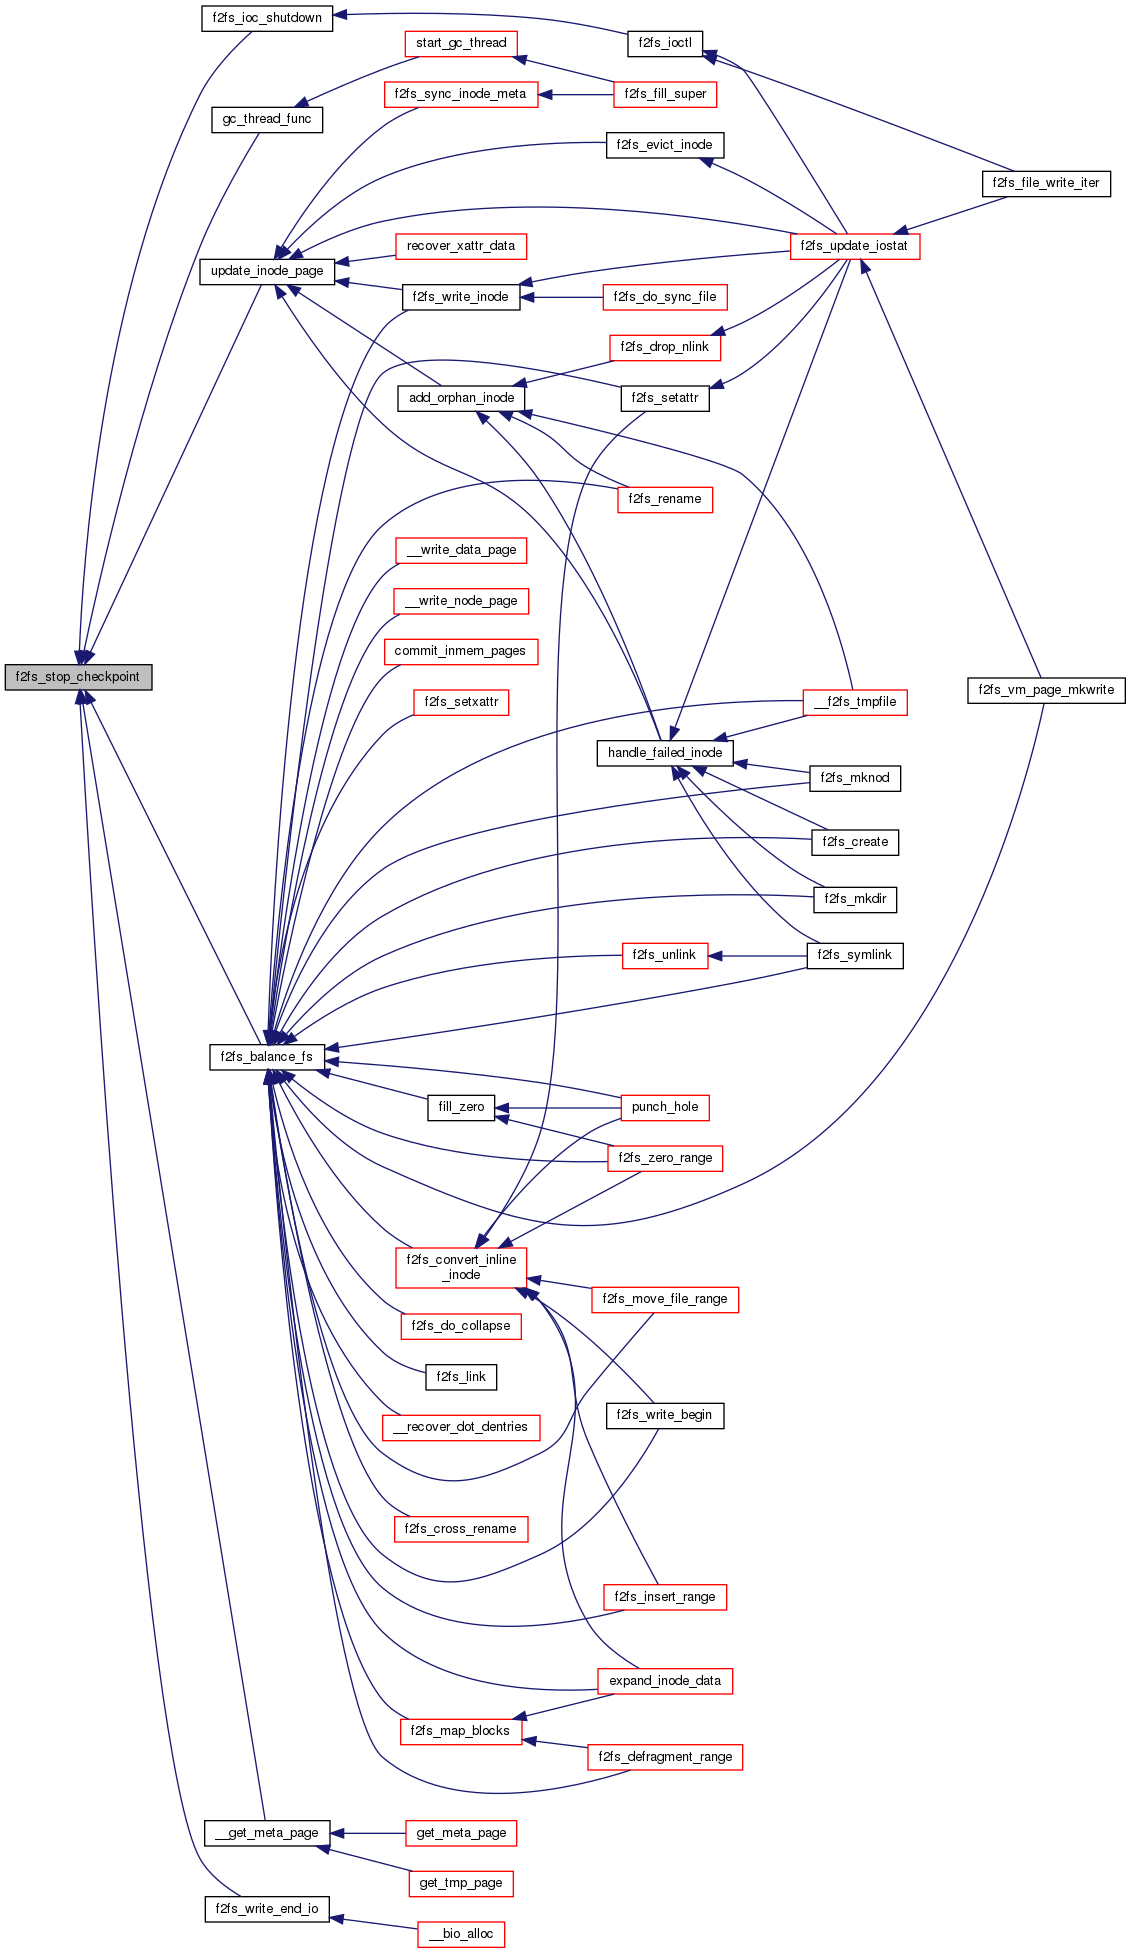 f2fs_ioc_shutdown
f2fs_ioctl
start_gc_thread
f2fs_sync_inode_meta
f2fs_fill_super
gc_thread_func
f2fs_evict_inode
f2fs_file_write_iter
recover_xattr_data
f2fs_update_iostat
update_inode_page
f2fs_write_inode
f2fs_do_sync_file
f2fs_drop_nlink
add_orphan_inode
f2fs_setattr
f2fs_rename
__write_data_page
__write_node_page
commit_inmem_pages
f2fs_stop_checkpoint
f2fs_vm_page_mkwrite
f2fs_setxattr
__f2fs_tmpfile
handle_failed_inode
f2fs_mknod
f2fs_create
f2fs_mkdir
f2fs_unlink
f2fs_symlink
f2fs_balance_fs
fill_zero
punch_hole
f2fs_zero_range
f2fs_convert_inline
_inode
f2fs_move_file_range
f2fs_do_collapse
f2fs_link
f2fs_write_begin
__recover_dot_dentries
f2fs_cross_rename
f2fs_insert_range
expand_inode_data
f2fs_map_blocks
f2fs_defragment_range
__get_meta_page
get_meta_page
get_tmp_page
f2fs_write_end_io
__bio_alloc